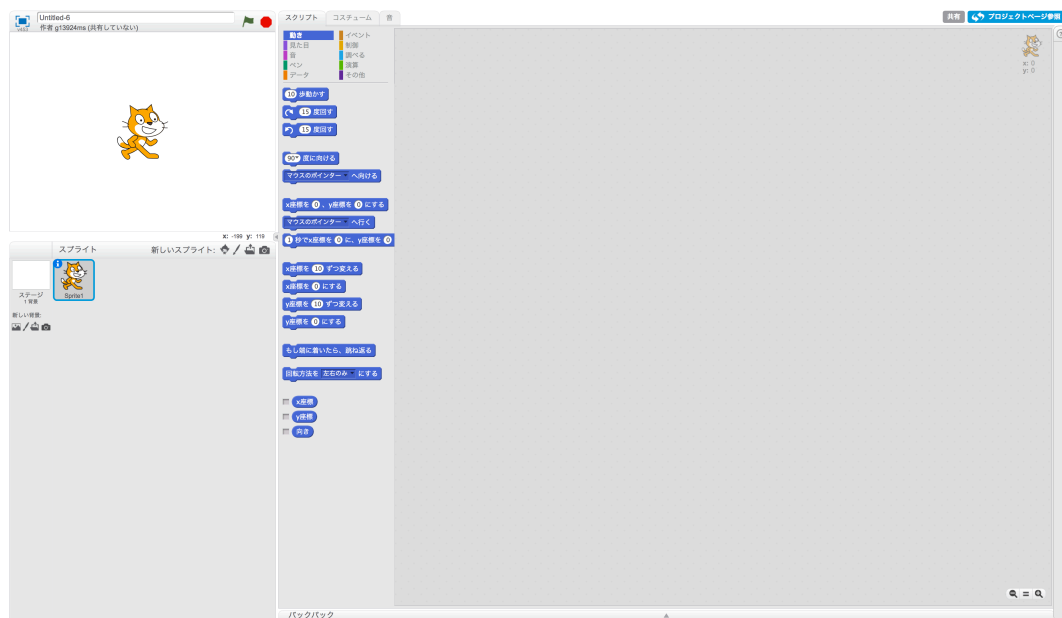 Untitled-6
作者 g13924ms (共有していない)
スクリプト コスチューム 音
共有 プロジェクトページ参照
動き イベント
見た目 制御
音 調べる
ペン 演算
データ その他
x: 0
y: 0
10 歩動かす
15 度回す
15 度回す
90 度に向ける
マウスのポインター へ向ける
x座標を 0 、y座標を 0 にする
マウスのポインター へ行く
1 秒でx座標を 0 に、y座標を 0
x座標を 10 ずつ変える
x座標を 0 にする
y座標を 10 ずつ変える
y座標を 0 にする
もし端に着いたら、跳ね返る
回転方法を 左右のみ にする
x座標
y座標
向き
x: -199 y: 119
スプライト 新しいスプライト:
ステージ
1 背景
Sprite1
新しい背景:
バックパック